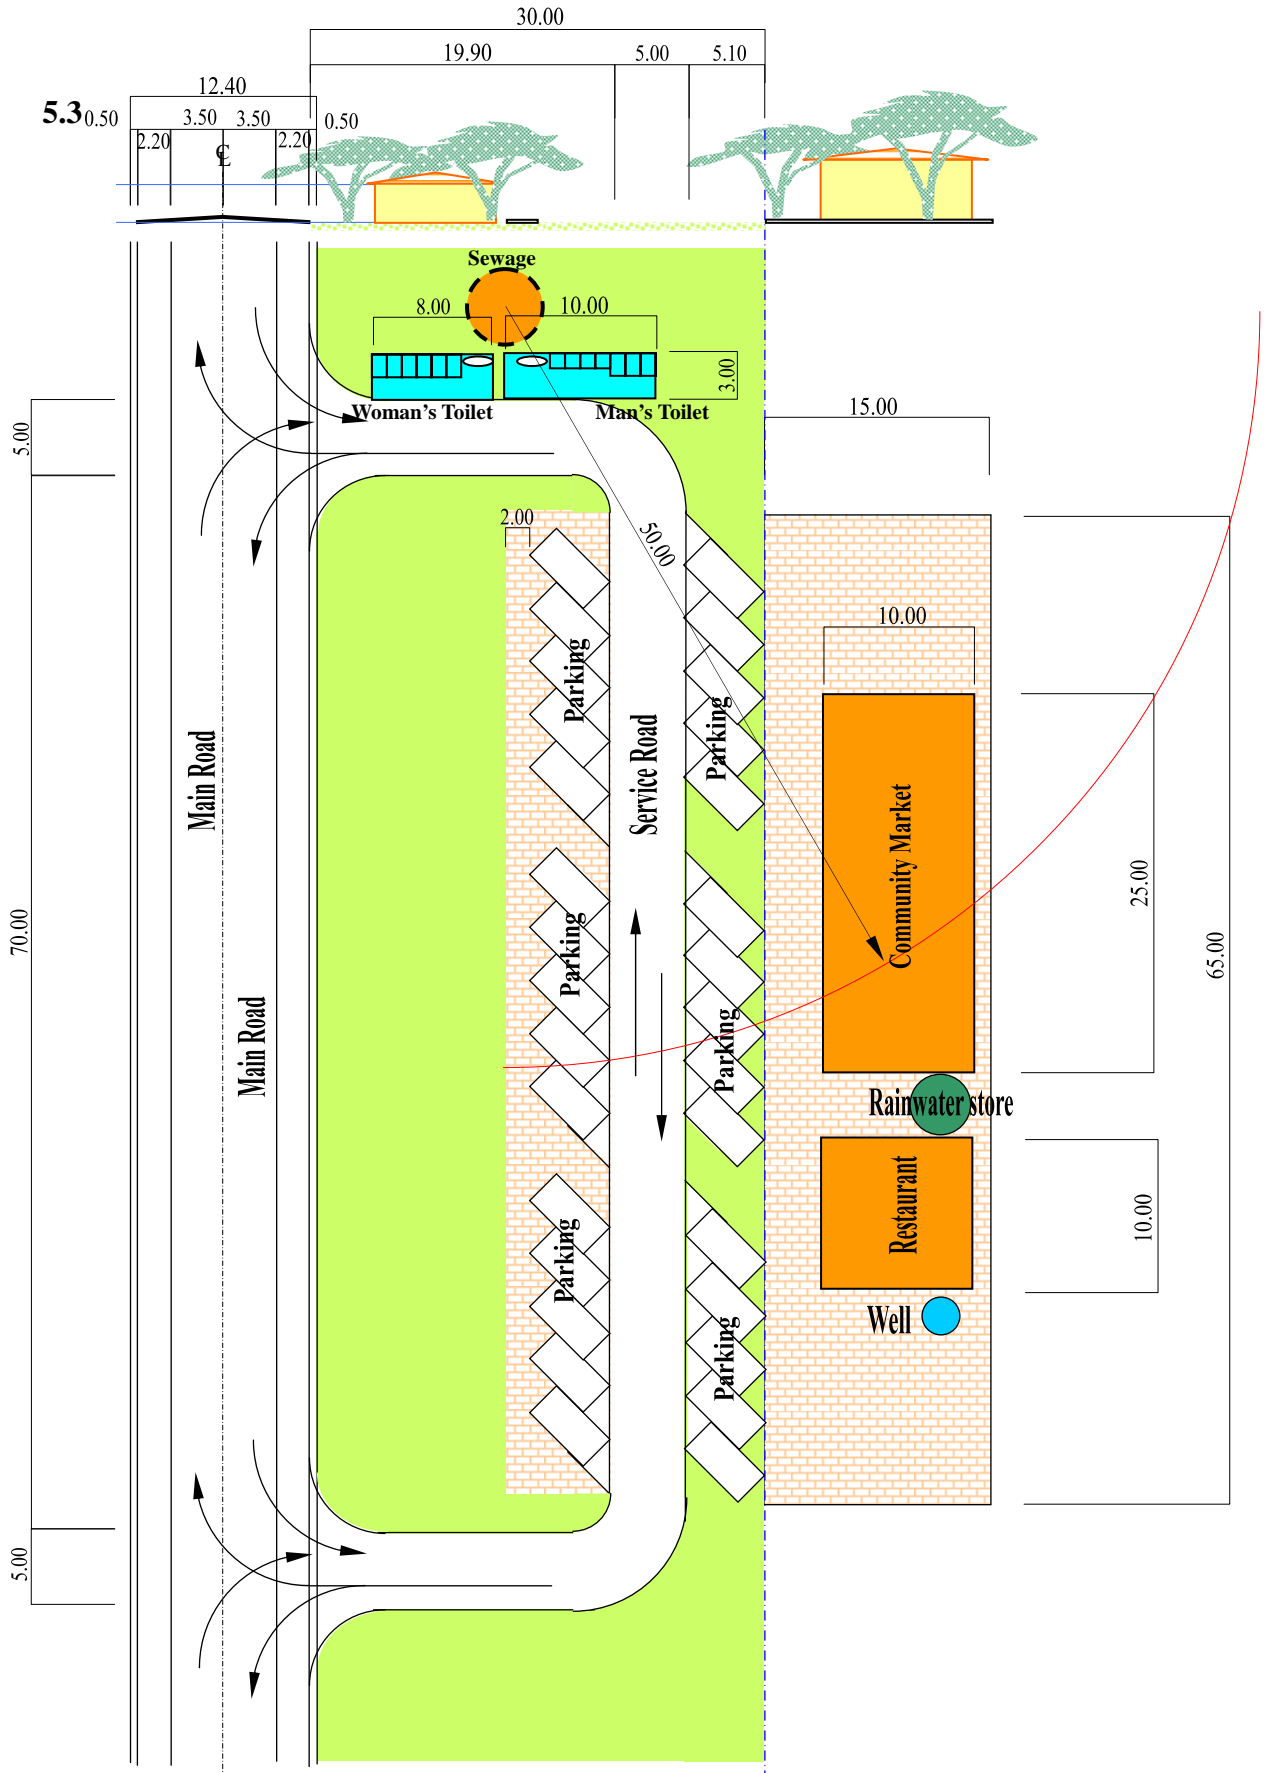 30.00
19.90
5.00
5.10
12.40
5.3
0.50
3.50
3.50
0.50
2.20
2.20
℄
Sewage
8.00
10.00
3.00
Woman's Toilet
Man's Toilet
15.00
5.00
2.00
50.00
10.00
Parking
Parking
Service Road
Main Road
Community Market
25.00
70.00
65.00
Parking
Main Road
Parking
Rainwater store
Restaurant
10.00
Parking
Well
Parking
5.00